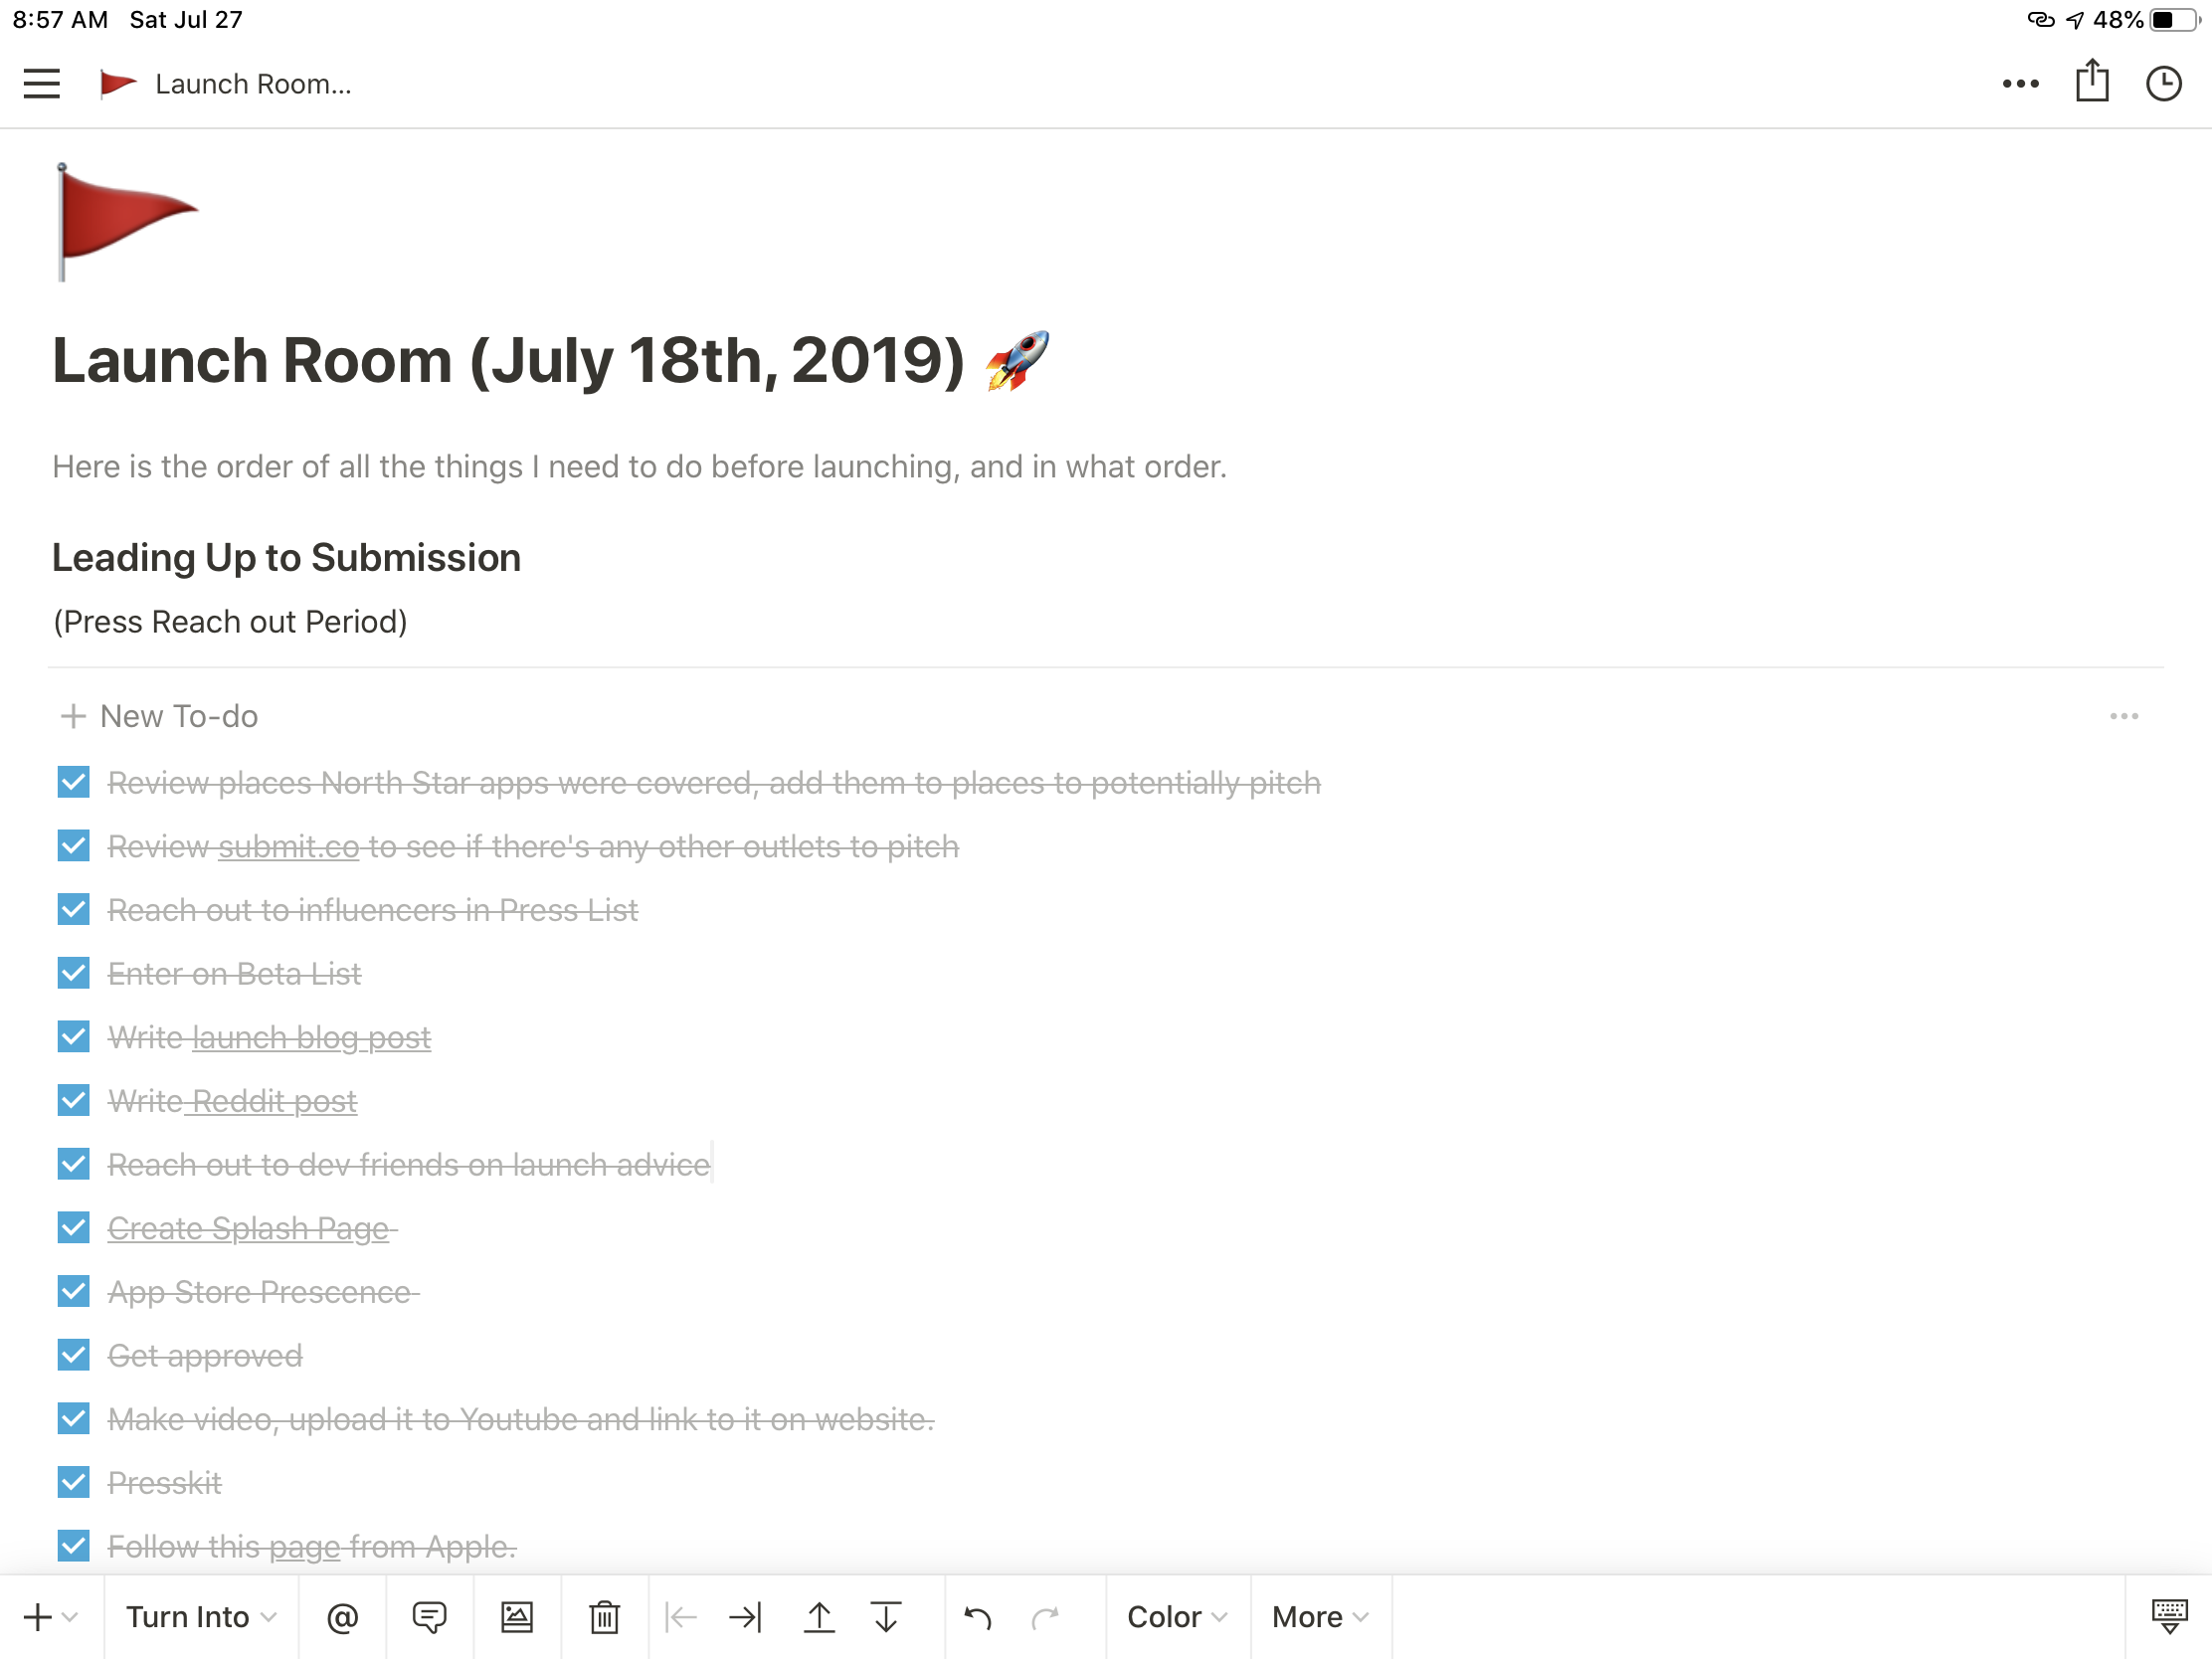 8:57 AM Sat Jul 27 48%
Launch Room...
Launch Room (July 18th, 2019) 🚀
Here is the order of all the things I need to do before launching, and in what order.
Leading Up to Submission
(Press Reach out Period)
+ New To-do
Review places North Star apps were covered, add them to places to potentially pitch
Review submit.co to see if there's any other outlets to pitch
Reach out to influencers in Press List
Enter on Beta List
Write launch blog post
Write Reddit post
Reach out to dev friends on launch advice
Create Splash Page
App Store Prescence
Get approved
Make video, upload it to Youtube and link to it on website.
Presskit
Follow this page from Apple.
Turn Into @ Color More